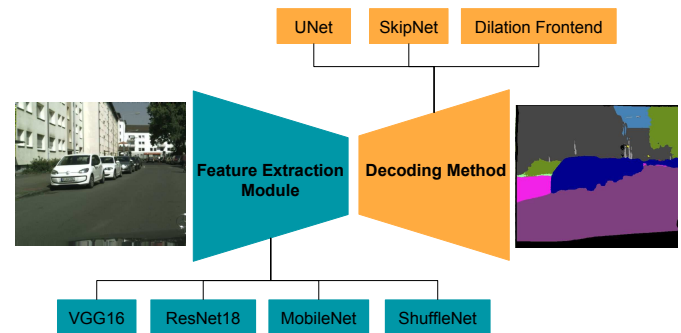 UNet
SkipNet
Dilation Frontend
Feature Extraction
Module
Decoding Method
VGG16
ResNet18
MobileNet
ShuffleNet